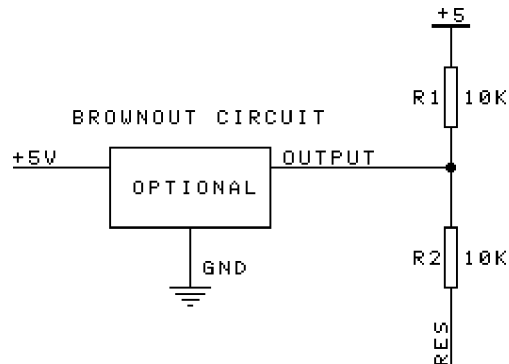 +5
R1 10K
BROWNOUT CIRCUIT
+5V
OUTPUT
OPTIONAL
R2 10K
GND
RES